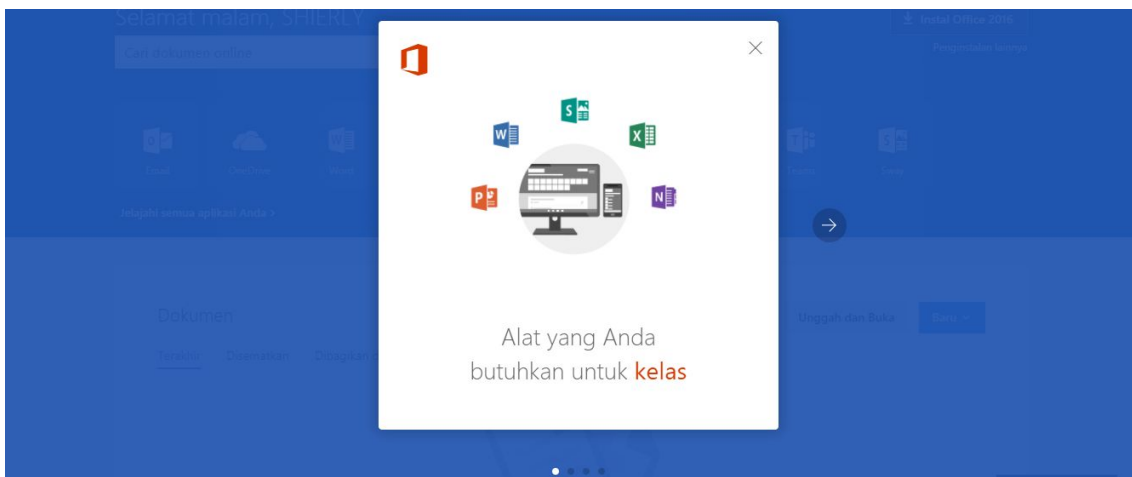 Selamat malam, SHIERLY
Instal Office 2016
Cari dokumen online
Pengendalan lainnya
Email
OneDrive
Word
Sway
Jelajahi semua aplikasi Anda >
Alat yang Anda
butuhkan untuk kelas
Dokumen
Unggah dan Buka
Baru
Terakhir
Disematkan
Dibagikan